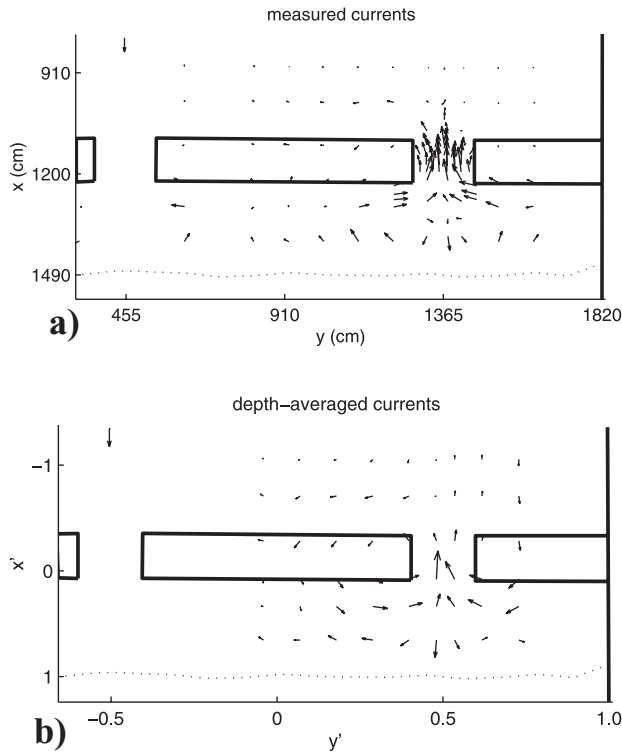 measured currents
910
1200
1490
x (cm)
455 910 1365 1820
y (cm)
a)
depth-averaged currents
-1
0
1
x'
-0.5 0 0.5 1.0
y'
b)